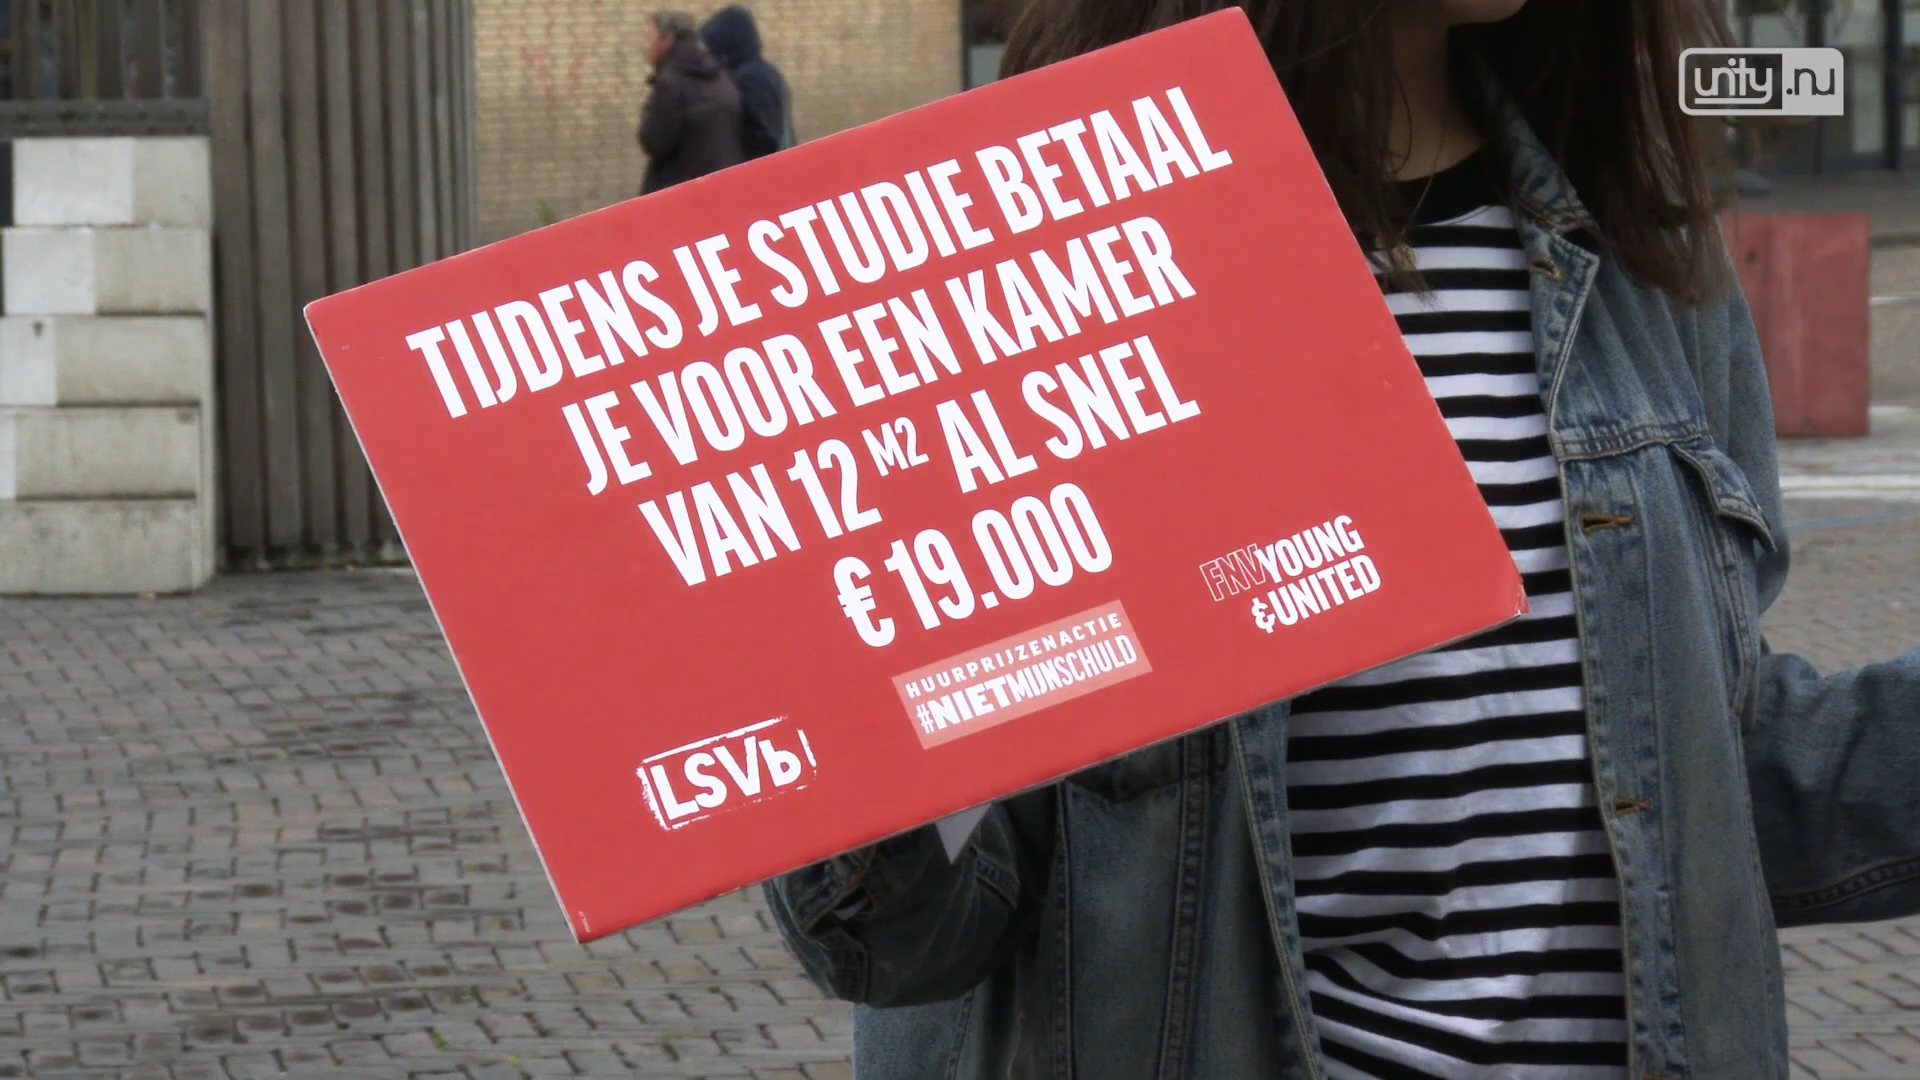 unity.nu
TIJDENS JE STUDIE BETAAL
JE VOOR EEN KAMER
VAN 12 M2 AL SNEL
€ 19.000
HUURPRIJZENACTIE
#NIETMIJNSCHULD
FNV YOUNG
& UNITED
LSVb